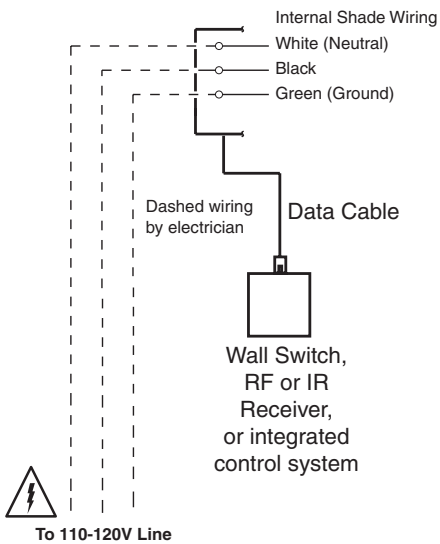 Internal Shade Wiring
White (Neutral)
Black
Green (Ground)
Dashed wiring
by electrician
Data Cable
Wall Switch,
RF or IR
Receiver,
or integrated
control system
To 110-120V Line